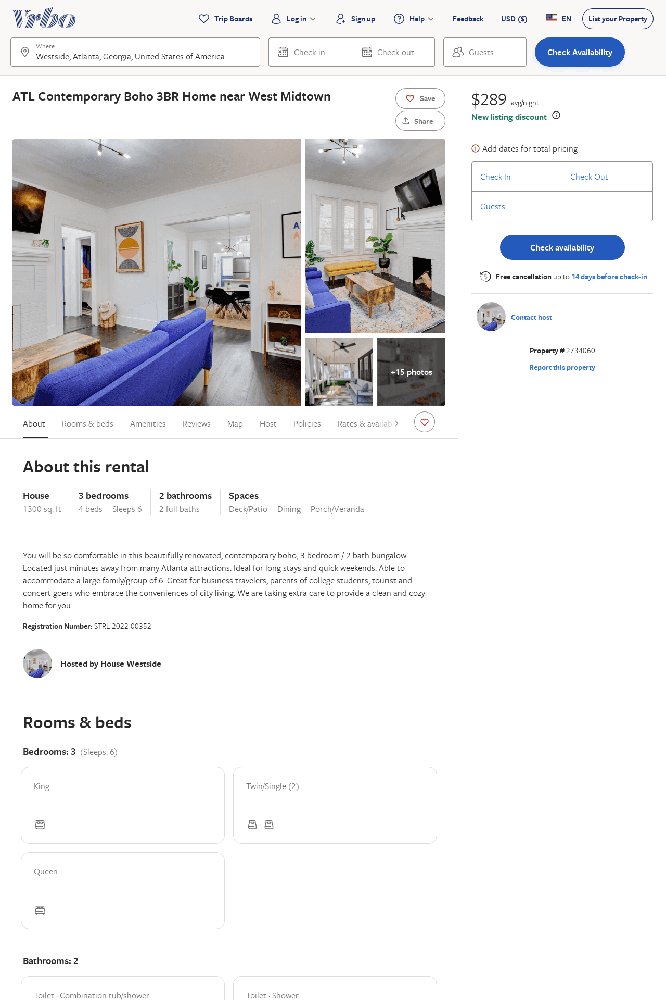 Vrbo
Trip Boards
Log in
Sign up
Help
Feedback
USD ($)
EN
List your Property
Where
Westside, Atlanta, Georgia, United States of America
Check-in
Check-out
Guests
Check Availability
ATL Contemporary Boho 3BR Home near West Midtown
Save
Share
+15 photos
$289 avg/night
New listing discount
Add dates for total pricing
Check In
Check Out
Guests
Check availability
Free cancellation up to 14 days before check-in
Contact host
Property # 2734060
Report this property
About
Rooms & beds
Amenities
Reviews
Map
Host
Policies
Rates & availab
About this rental
House
1300 sq. ft
3 bedrooms
4 beds · Sleeps 6
2 bathrooms
2 full baths
Spaces
Deck/Patio · Dining · Porch/Veranda
You will be so comfortable in this beautifully renovated, contemporary boho, 3 bedroom / 2 bath bungalow.
Located just minutes away from many Atlanta attractions. Ideal for long stays and quick weekends. Able to
accommodate a large family/group of 6. Great for business travelers, parents of college students, tourist and
concert goers who embrace the conveniences of city living. We are taking extra care to provide a clean and cozy
home for you.
Registration Number: STRL-2022-00352
Hosted by House Westside
Rooms & beds
Bedrooms: 3 (Sleeps: 6)
King
Twin/Single (2)
Queen
Bathrooms: 2
Toilet · Combination tub/shower
Toilet · Shower